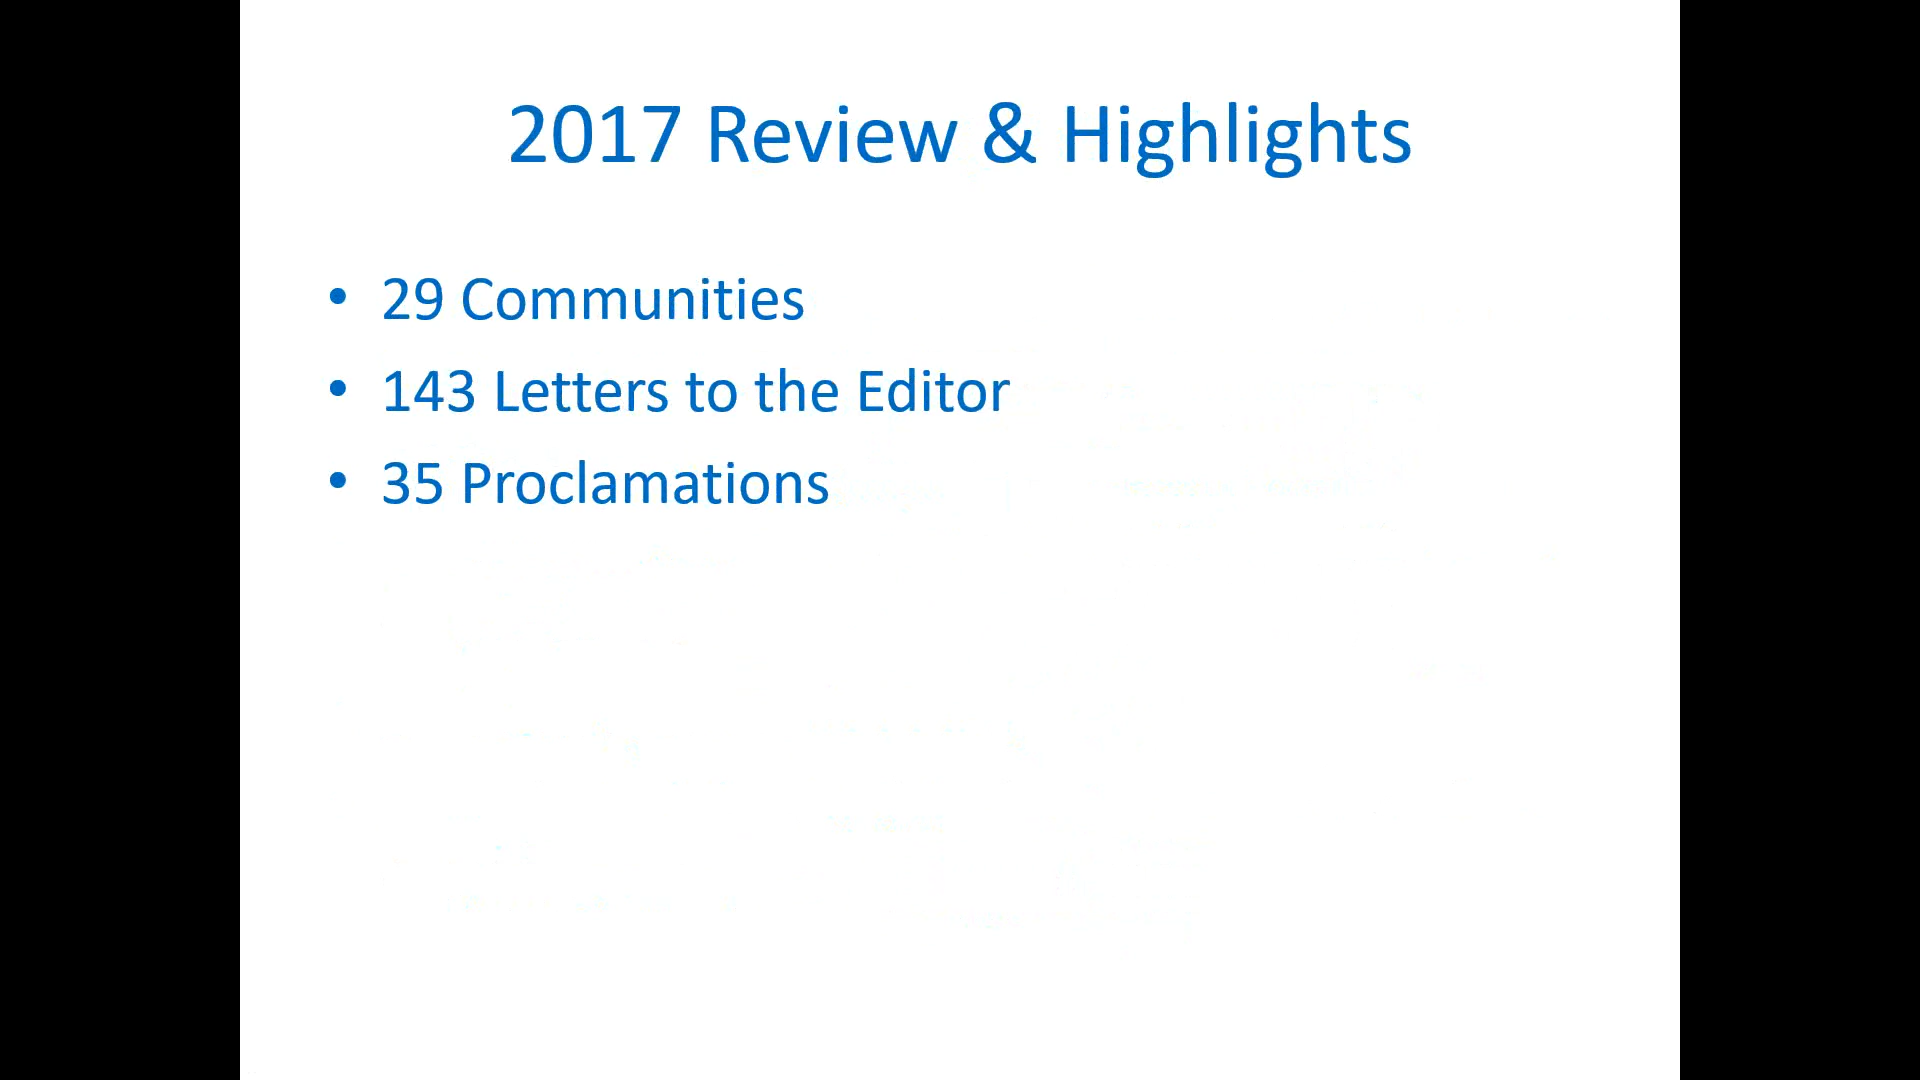 2017 Review & Highlights
• 29 Communities
• 143 Letters to the Editor
• 35 Proclamations